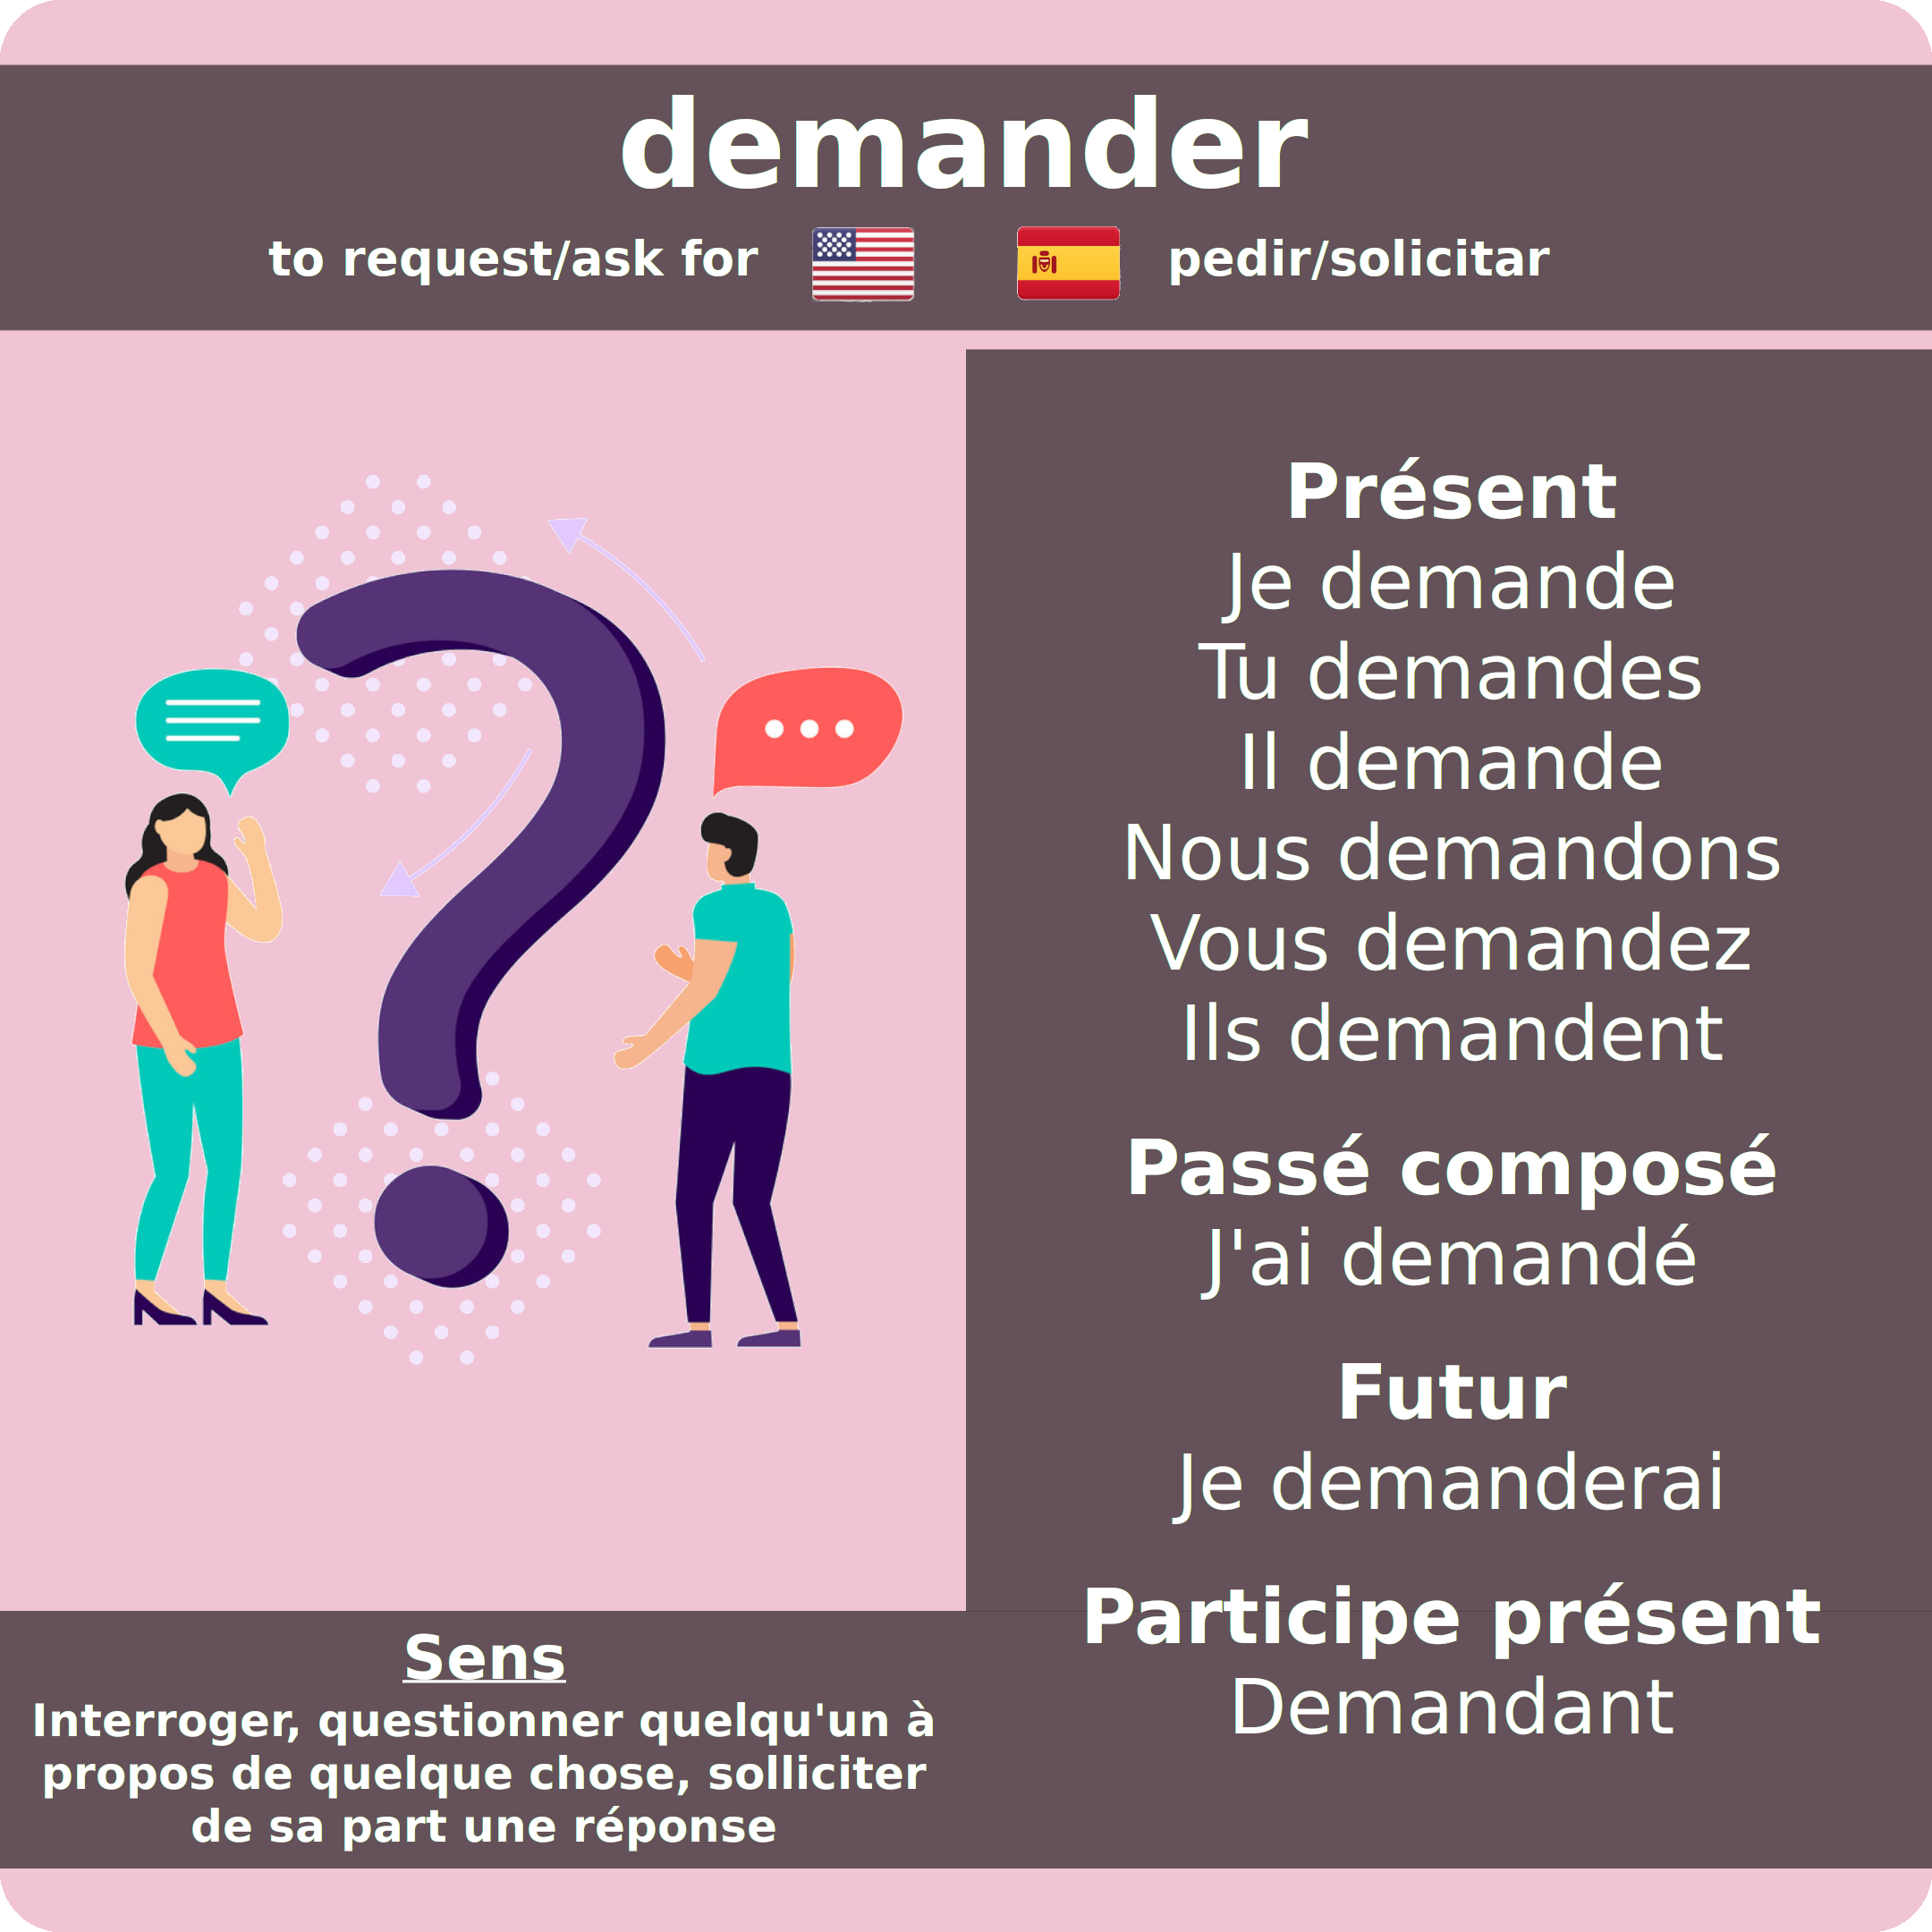 demander
to request/ask for pedir/solicitar
Présent
Je demande
Tu demandes
Il demande
Nous demandons
Vous demandez
Ils demandent
Passé composé
J'ai demandé
Futur
Je demanderai
Participe présent
Demandant
Sens
Interroger, questionner quelqu'un à
propos de quelque chose, solliciter
de sa part une réponse